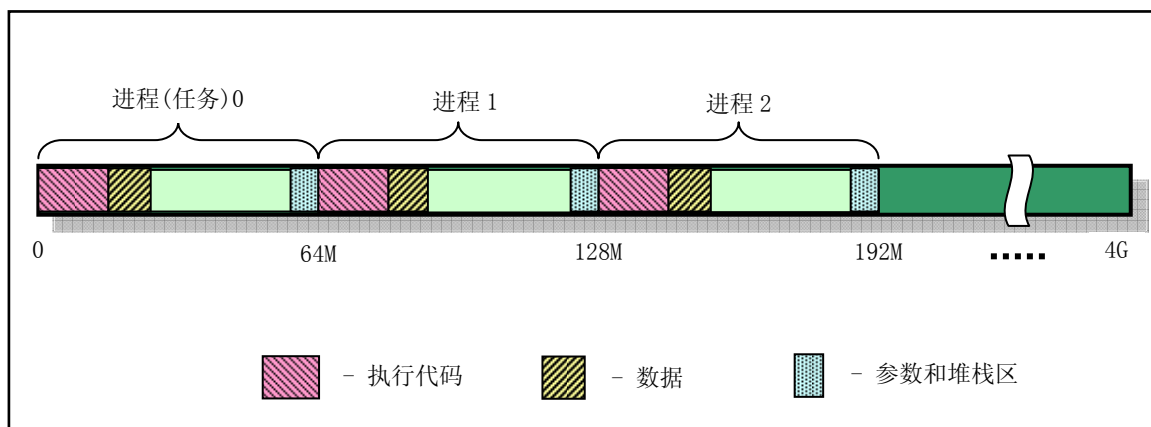 进程(任务)0
进程 1
进程 2
0
64M
128M
192M
4G
- 执行代码
- 数据
- 参数和堆栈区